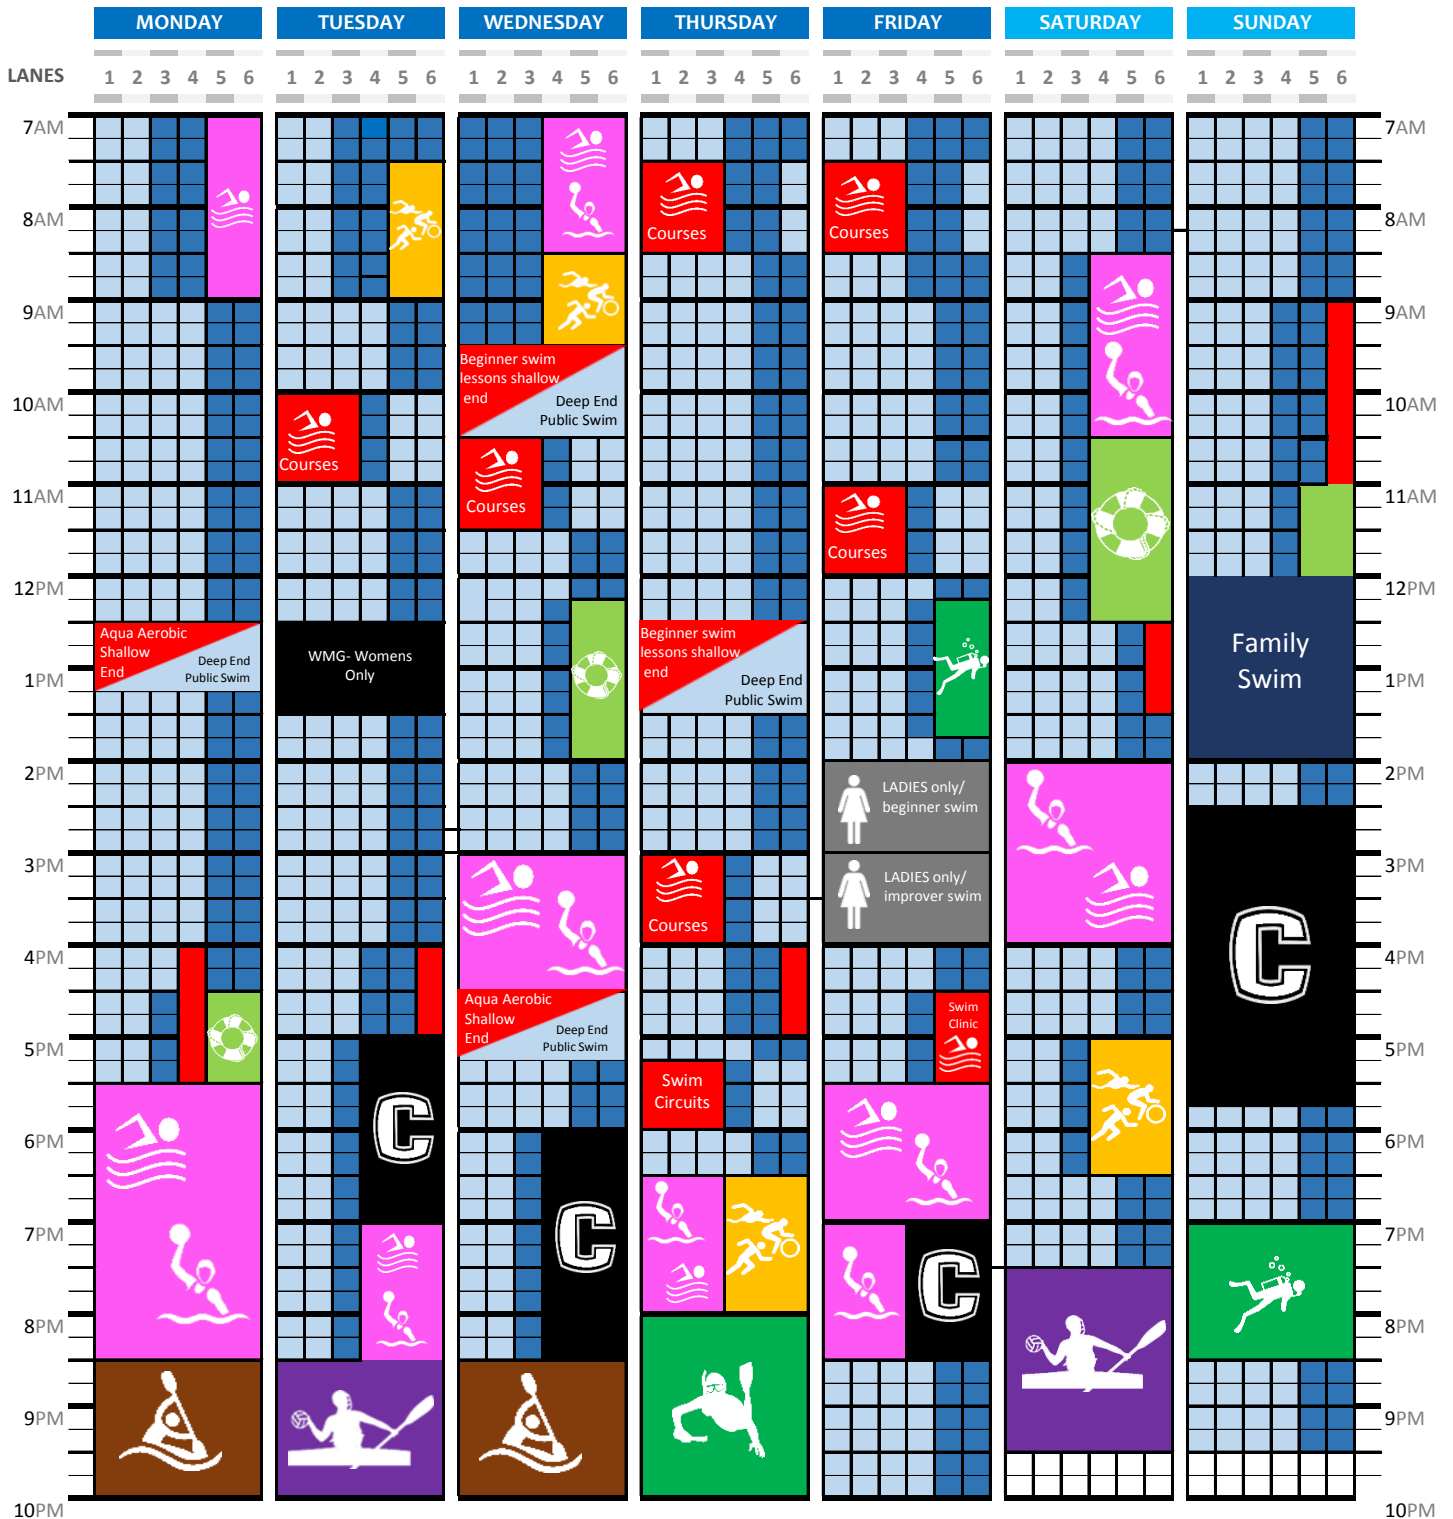 MONDAY
TUESDAY
WEDNESDAY
THURSDAY
FRIDAY
SATURDAY
SUNDAY
LANES 1 2 3 4 5 6 1 2 3 4 5 6 1 2 3 4 5 6 1 2 3 4 5 6 1 2 3 4 5 6 1 2 3 4 5 6 1 2 3 4 5 6
7AM 7AM
8AM 8AM
Courses
Courses
9AM 9AM
Beginner swim
lessons shallow
end
Deep End
Public Swim
10AM 10AM
Courses
Courses
11AM 11AM
Courses
12PM 12PM
Aqua Aerobic
Shallow
End
Deep End
Public Swim
WMG- Womens
Only
Beginner swim
lessons shallow
end
Deep End
Public Swim
Family
Swim
1PM 1PM
2PM 2PM
LADIES only/
beginner swim
3PM 3PM
LADIES only/
improver swim
Courses
C
4PM 4PM
Aqua Aerobic
Shallow
End
Deep End
Public Swim
Swim
Clinic
5PM 5PM
Swim
Circuits
C
6PM 6PM
C
7PM 7PM
C
8PM 8PM
9PM 9PM
10PM 10PM